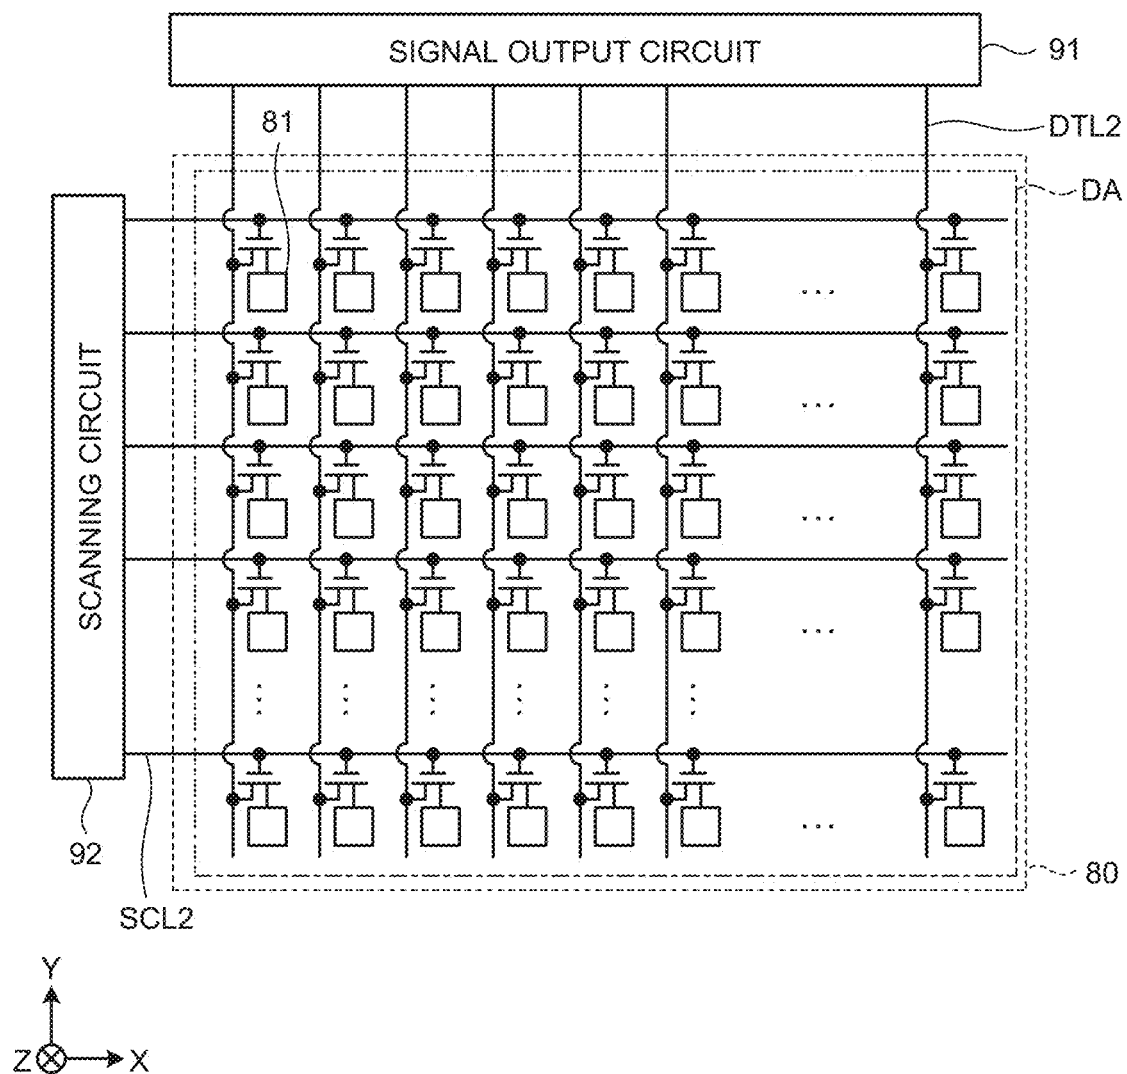 SIGNAL OUTPUT CIRCUIT
91
81
DTL2
DA
SCANNING CIRCUIT
92
80
SCL2
Y
Z
X